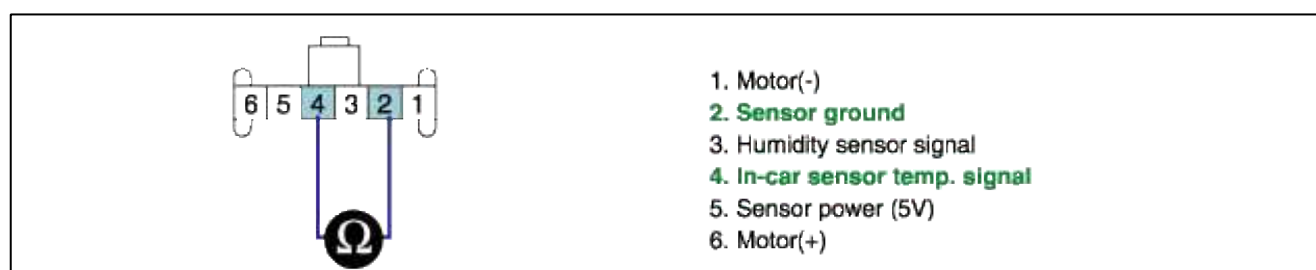 6 5 4 3 2 1
Ω
1. Motor(-)
2. Sensor ground
3. Humidity sensor signal
4. In-car sensor temp. signal
5. Sensor power (5V)
6. Motor(+)